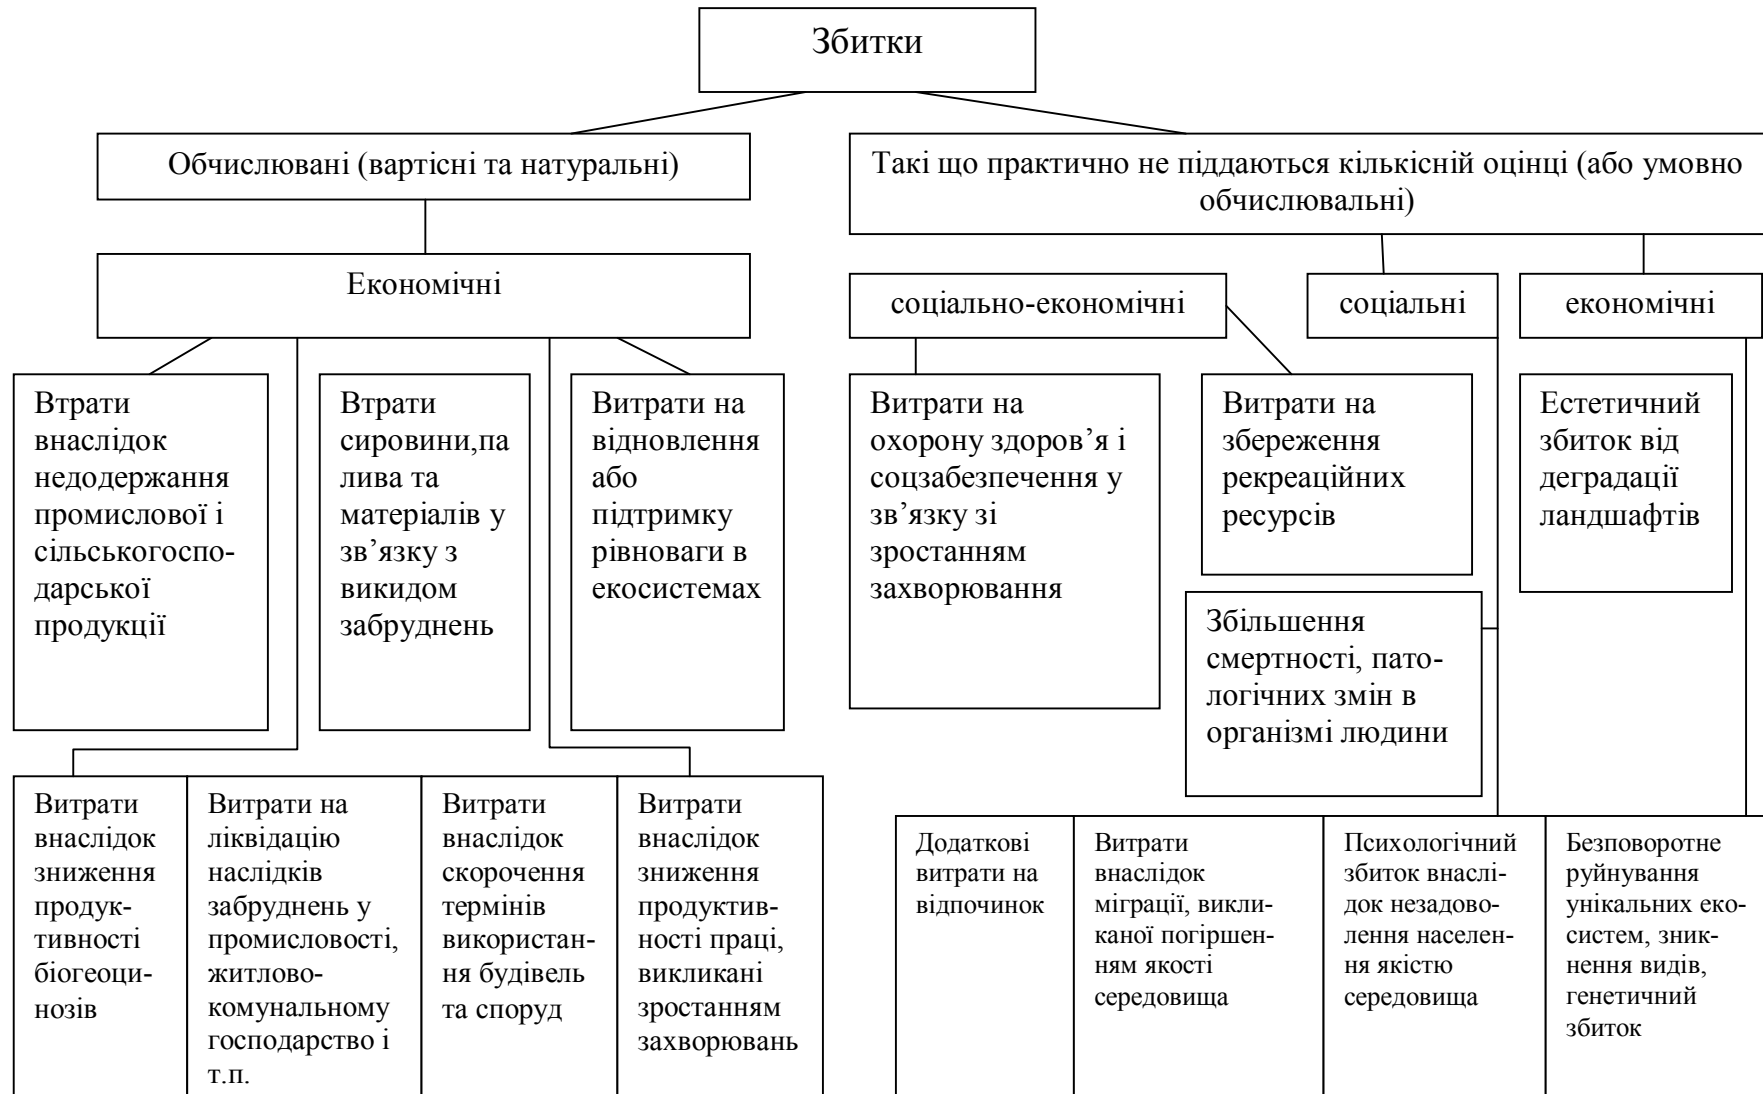 Збитки
Обчислювані (вартісні та натуральні)
Такі що практично не піддаються кількісній оцінці (або умовно
обчислювальні)
Економічні
соціально-економічні
соціальні
економічні
Втрати
внаслідок
недодержання
промислової і
сільськогоспо-
дарської
продукції
Втрати
сировини,па
лива та
матеріалів у
зв’язку з
викидом
забруднень
Витрати на
відновлення
або
підтримку
рівноваги в
екосистемах
Витрати на
охорону здоров’я і
соцзабезпечення у
зв’язку зі
зростанням
захворювання
Витрати на
збереження
рекреаційних
ресурсів
Естетичний
збиток від
деградації
ландшафтів
Збільшення
смертності, пато-
логічних змін в
організмі людини
Витрати
внаслідок
зниження
продук-
тивності
біогеоци-
нозів
Витрати на
ліквідацію
наслідків
забруднень у
промисловості,
житлово-
комунальному
господарство і
т.п.
Витрати
внаслідок
скорочення
термінів
використан-
ня будівель
та споруд
Витрати
внаслідок
зниження
продуктив-
ності праці,
викликані
зростанням
захворювань
Додаткові
витрати на
відпочинок
Витрати
внаслідок
міграції, викли-
каної погіршен-
ням якості
середовища
Психологічний
збиток внаслі-
док незадово-
лення населен-
ня якістю
середовища
Безповоротне
руйнування
унікальних еко-
систем, зник-
нення видів,
генетичний
збиток